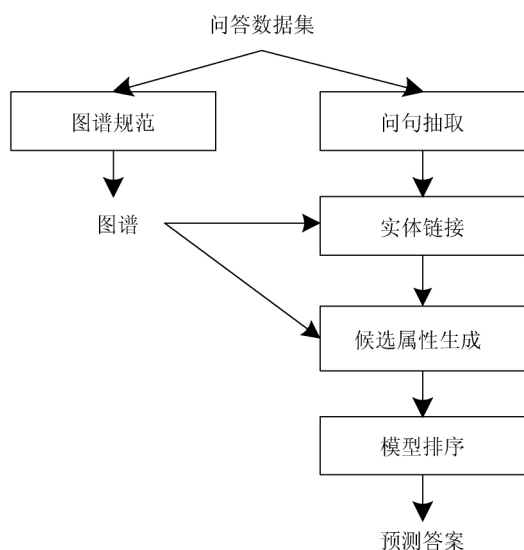 问答数据集
图谱规范
问句抽取
图谱
实体链接
候选属性生成
模型排序
预测答案